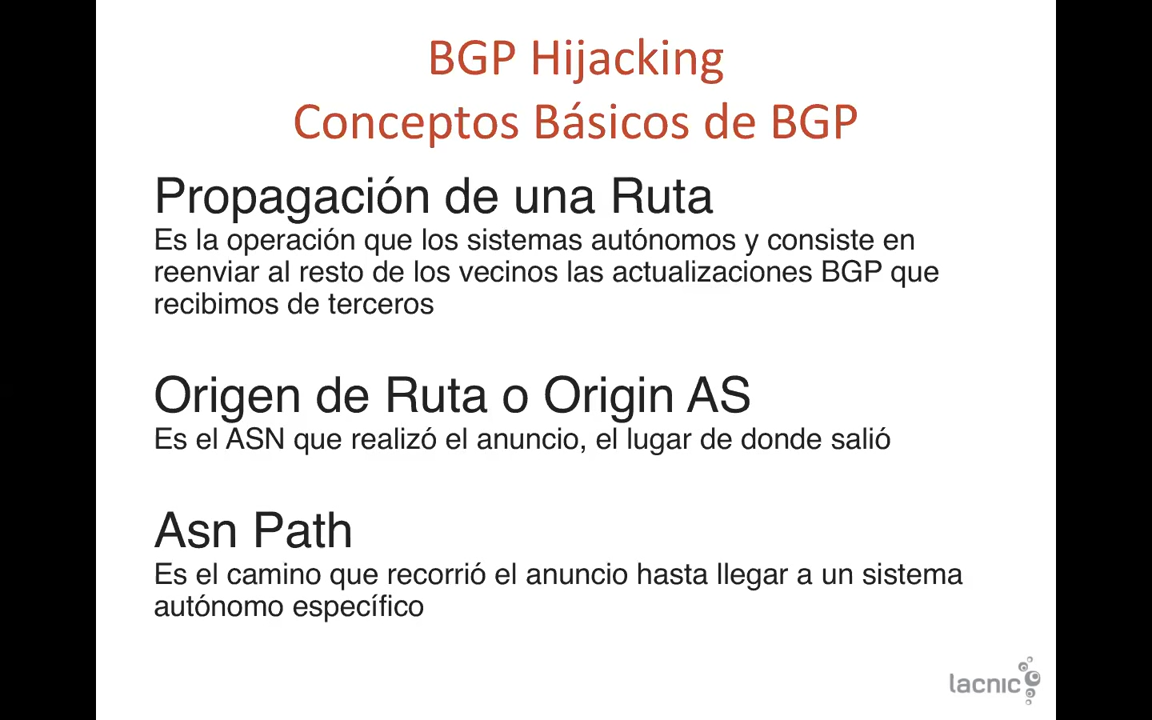 BGP Hijacking
Conceptos Básicos de BGP
Propagación de una Ruta
Es la operación que los sistemas autónomos y consiste en
reenviar al resto de los vecinos las actualizaciones BGP que
recibimos de terceros
Origen de Ruta o Origin AS
Es el ASN que realizó el anuncio, el lugar de donde salió
Asn Path
Es el camino que recorrió el anuncio hasta llegar a un sistema
autónomo específico
lacnic